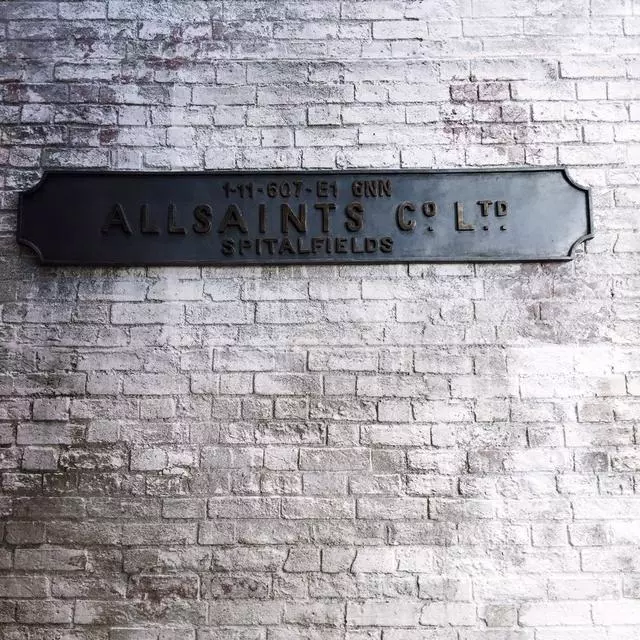 1-11-607-E1 6NN
ALLSAINTS Cº LTD
SPITALFIELDS